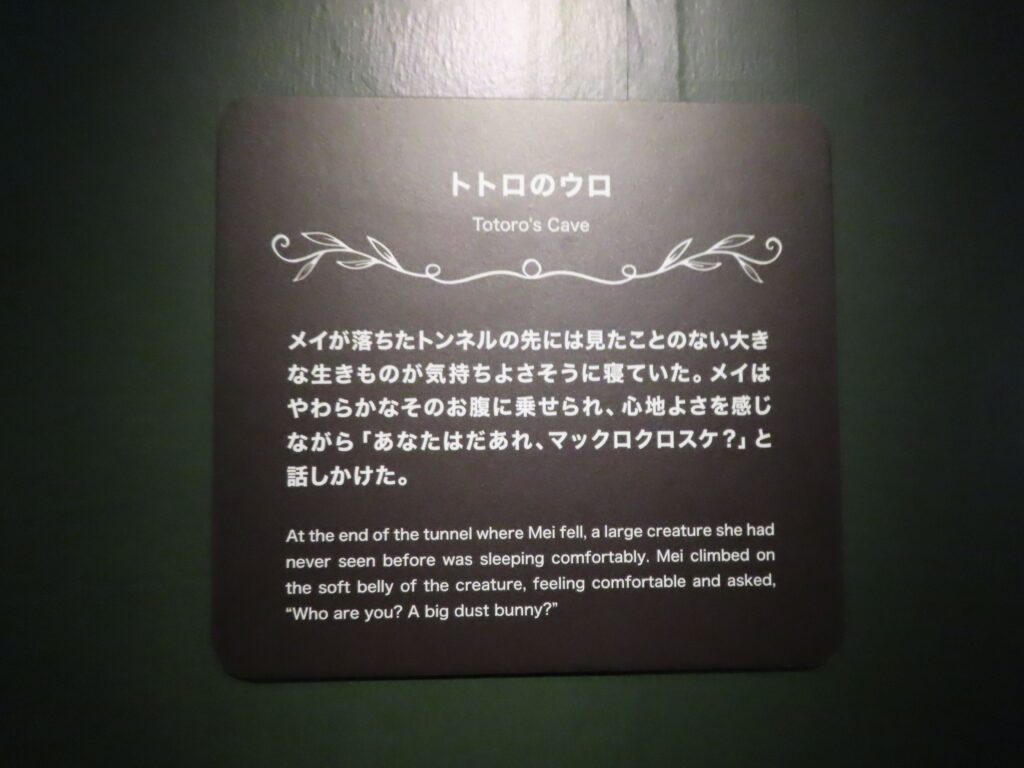 トトロのウロ
Totoro's Cave
メイが落ちたトンネルの先には見たことのない大き
な生きものが気持ちよさそうに寝ていた。メイは
やわらかなそのお腹に乗せられ、心地よさを感じ
ながら「あなたはだあれ、マックロクロスケ？」と
話しかけた。
At the end of the tunnel where Mei fell, a large creature she had
never seen before was sleeping comfortably. Mei climbed on
the soft belly of the creature, feeling comfortable and asked,
“Who are you? A big dust bunny?”